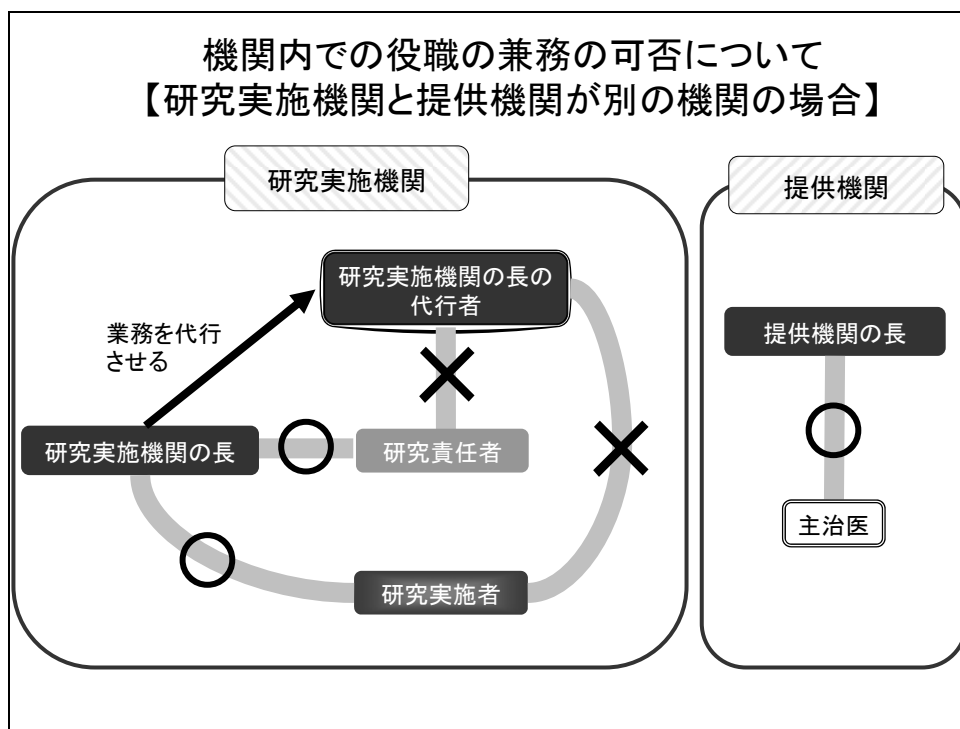 機関内での役職の兼務の可否について
【研究実施機関と提供機関が別の機関の場合】
研究実施機関
提供機関
研究実施機関の長の
代行者
業務を代行
させる
提供機関の長
研究実施機関の長
研究責任者
主治医
研究実施者